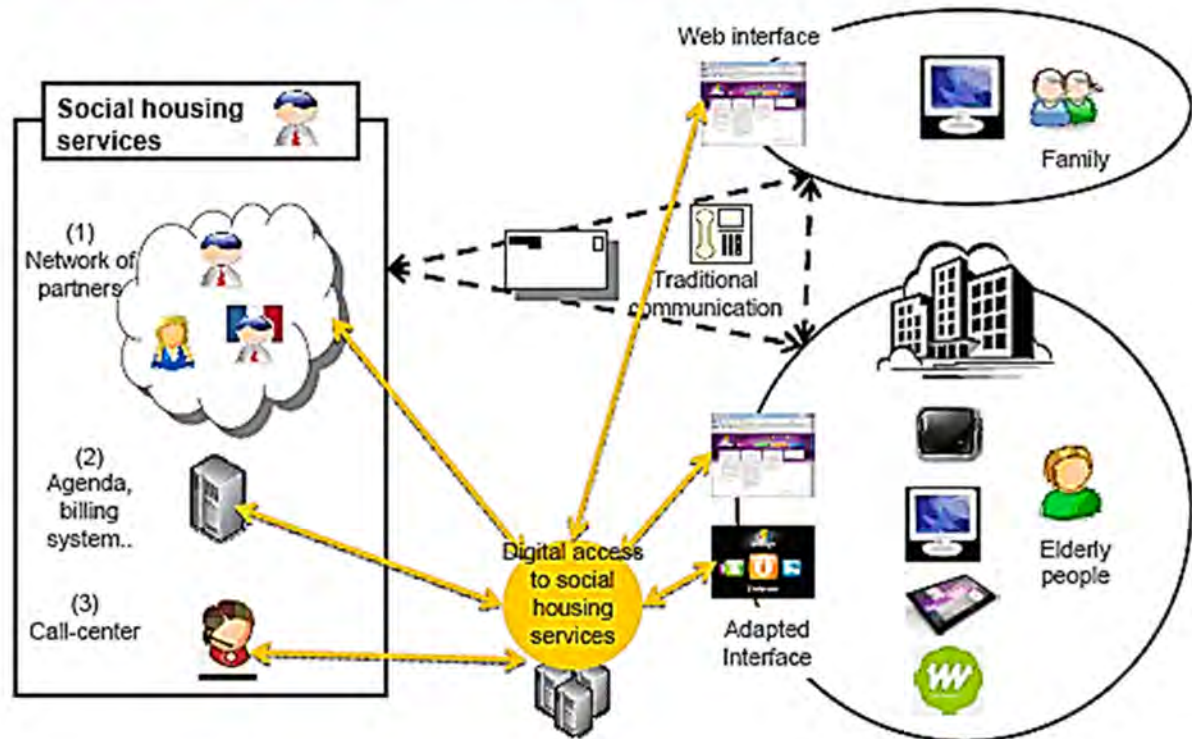 Web interface
Social housing
services
Family
(1)
Network of
partners
Traditional
communication
(2)
Agenda,
billing
system..
Digital access
to social
housing
services
Elderly
people
(3)
Call-center
Adapted
Interface